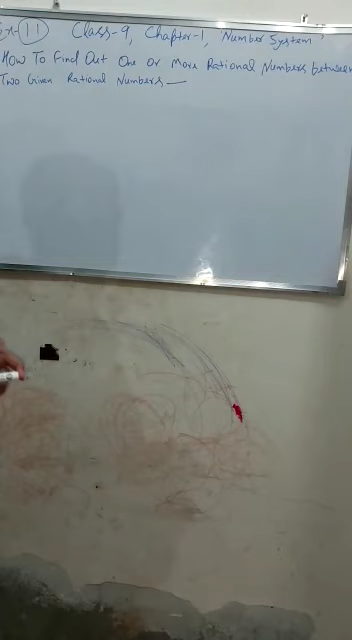 (11) Class-9, Chapter-1, Number System
How To Find Out One or More Rational Numbers between
Two Given Rational Numbers —